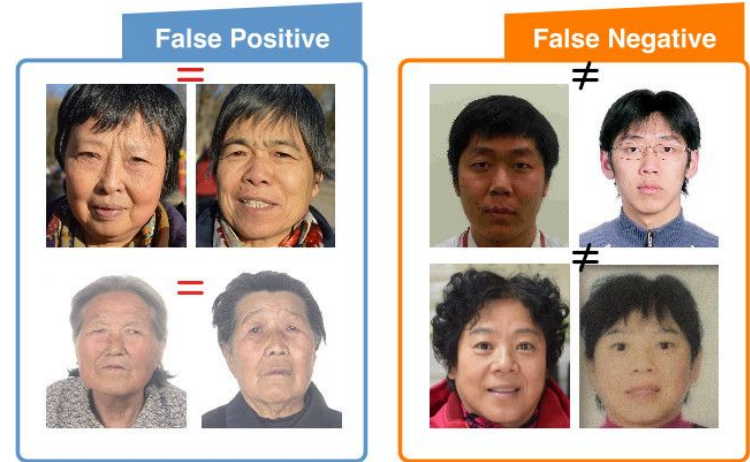 False Positive
False Negative
=
≠
=
≠